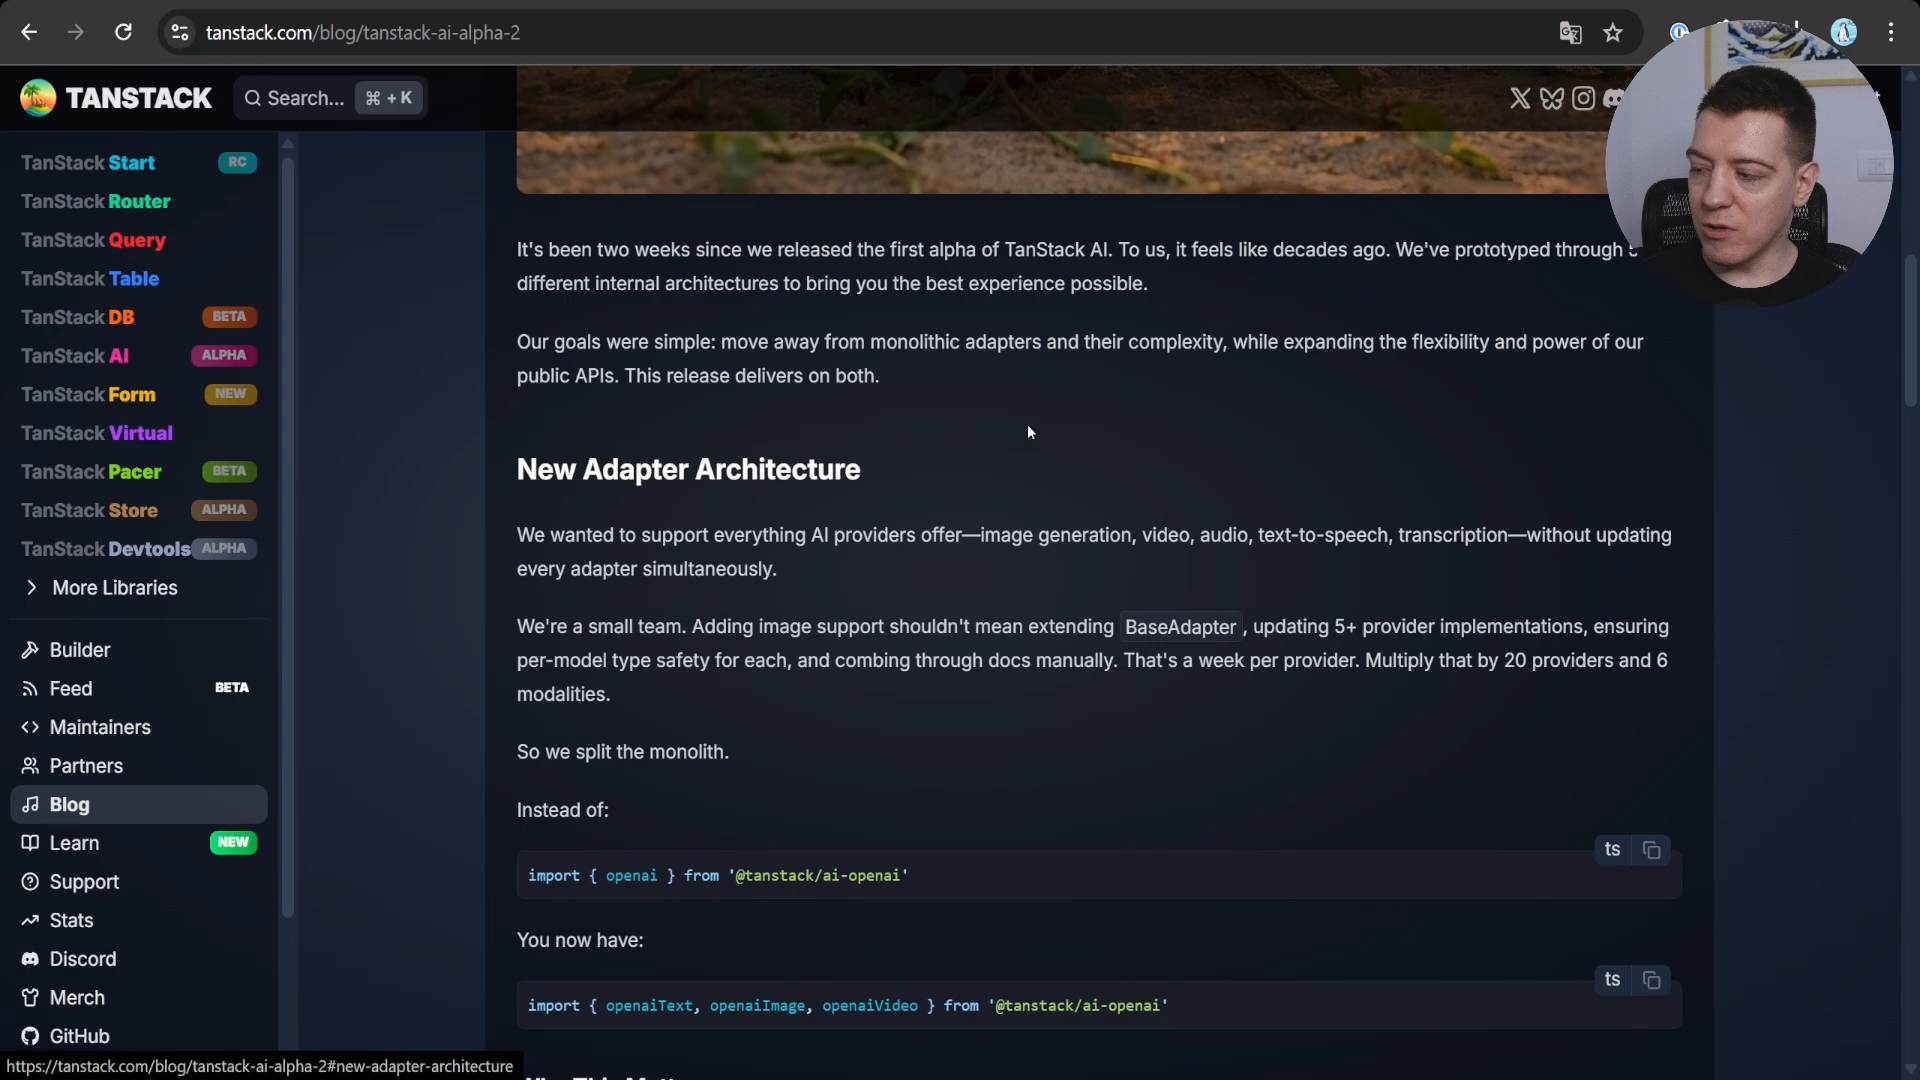 tanstack.com/blog/tanstack-ai-alpha-2
TANSTACK
Search...
⌘ + K
TanStack Start RC
TanStack Router
TanStack Query
TanStack Table
TanStack DB BETA
TanStack AI ALPHA
TanStack Form NEW
TanStack Virtual
TanStack Pacer BETA
TanStack Store ALPHA
TanStack Devtools ALPHA
More Libraries
Builder
Feed BETA
Maintainers
Partners
Blog
Learn NEW
Support
Stats
Discord
Merch
GitHub
https://tanstack.com/blog/tanstack-ai-alpha-2#new-adapter-architecture
It's been two weeks since we released the first alpha of TanStack AI. To us, it feels like decades ago. We've prototyped through
different internal architectures to bring you the best experience possible.
Our goals were simple: move away from monolithic adapters and their complexity, while expanding the flexibility and power of our
public APIs. This release delivers on both.
New Adapter Architecture
We wanted to support everything AI providers offer—image generation, video, audio, text-to-speech, transcription—without updating
every adapter simultaneously.
We're a small team. Adding image support shouldn't mean extending BaseAdapter, updating 5+ provider implementations, ensuring
per-model type safety for each, and combing through docs manually. That's a week per provider. Multiply that by 20 providers and 6
modalities.
So we split the monolith.
Instead of:
ts
import { openai } from '@tanstack/ai-openai'
You now have:
ts
import { openaiText, openaiImage, openaiVideo } from '@tanstack/ai-openai'